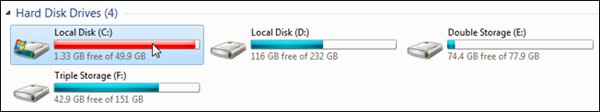 Hard Disk Drives (4)
Local Disk (C:)
1.33 GB free of 49.9 GB
Local Disk (D:)
116 GB free of 232 GB
Double Storage (E:)
74.4 GB free of 77.9 GB
Triple Storage (F:)
42.9 GB free of 151 GB